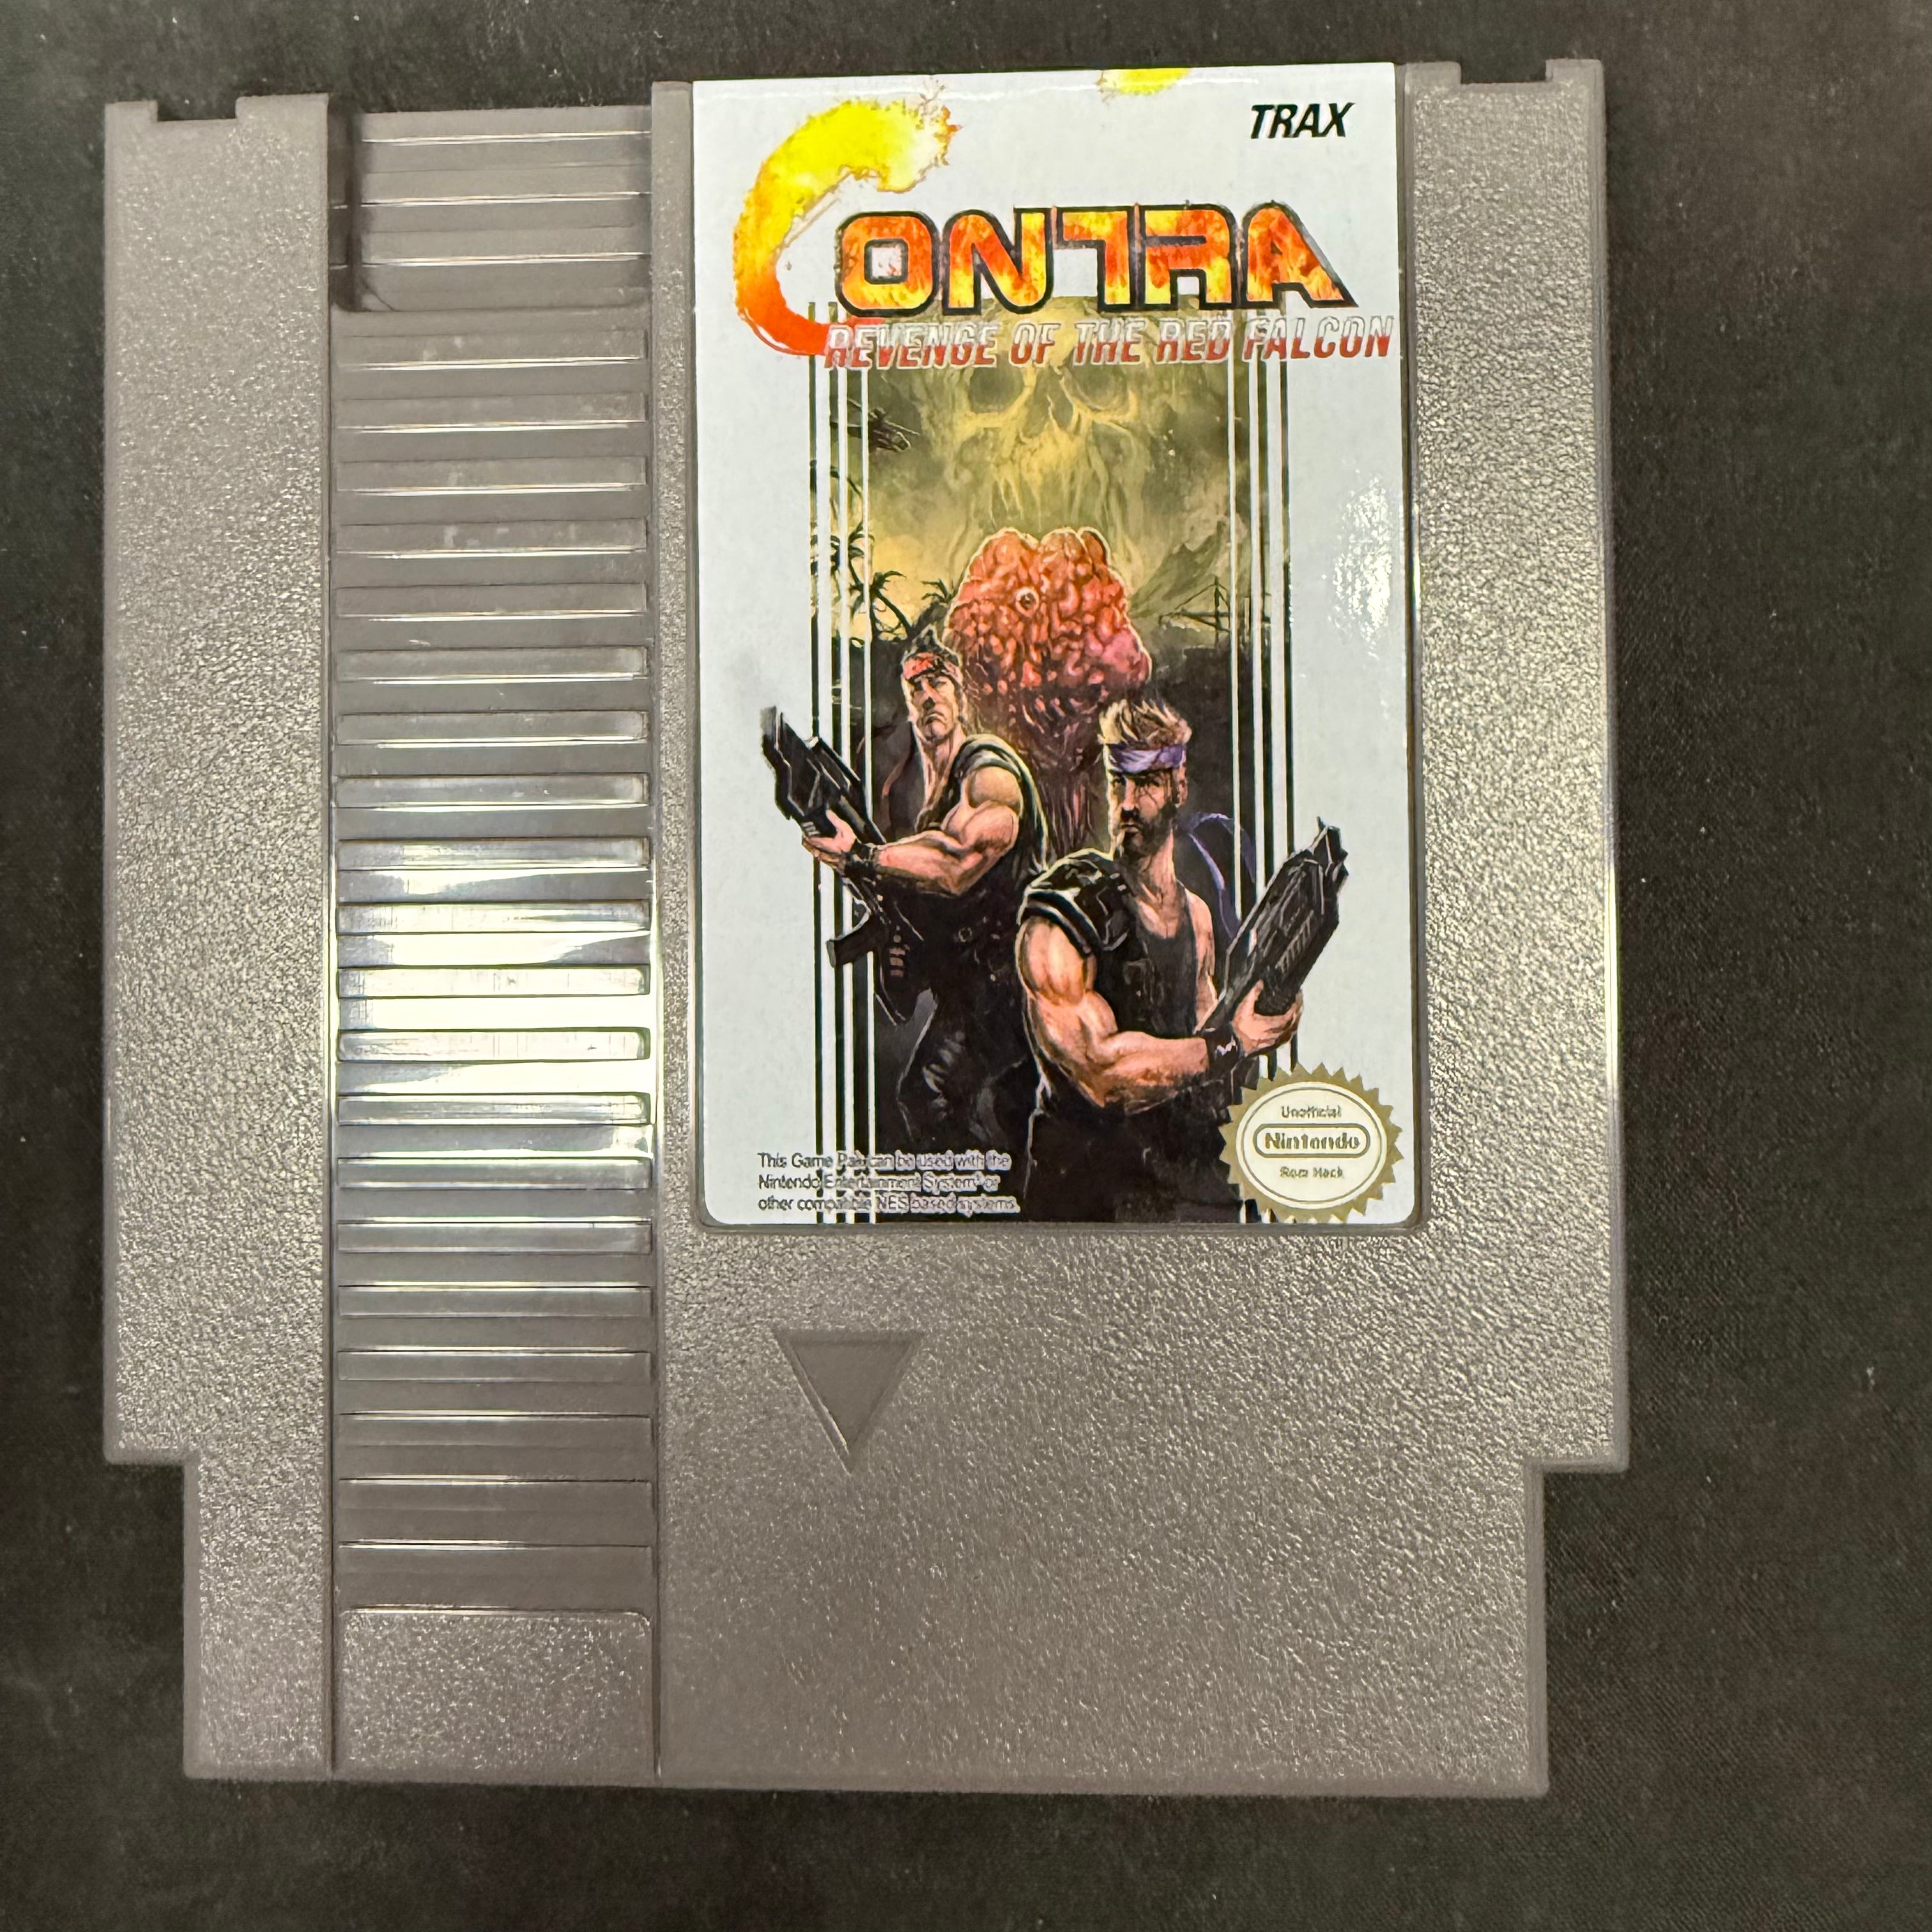 TRAX
CONTRA
REVENGE OF THE RED FALCON
Unofficial
Nintendo
Rom Hack
This Game Pak can be used with the
Nintendo Entertainment System® or
other compatible NES based systems.